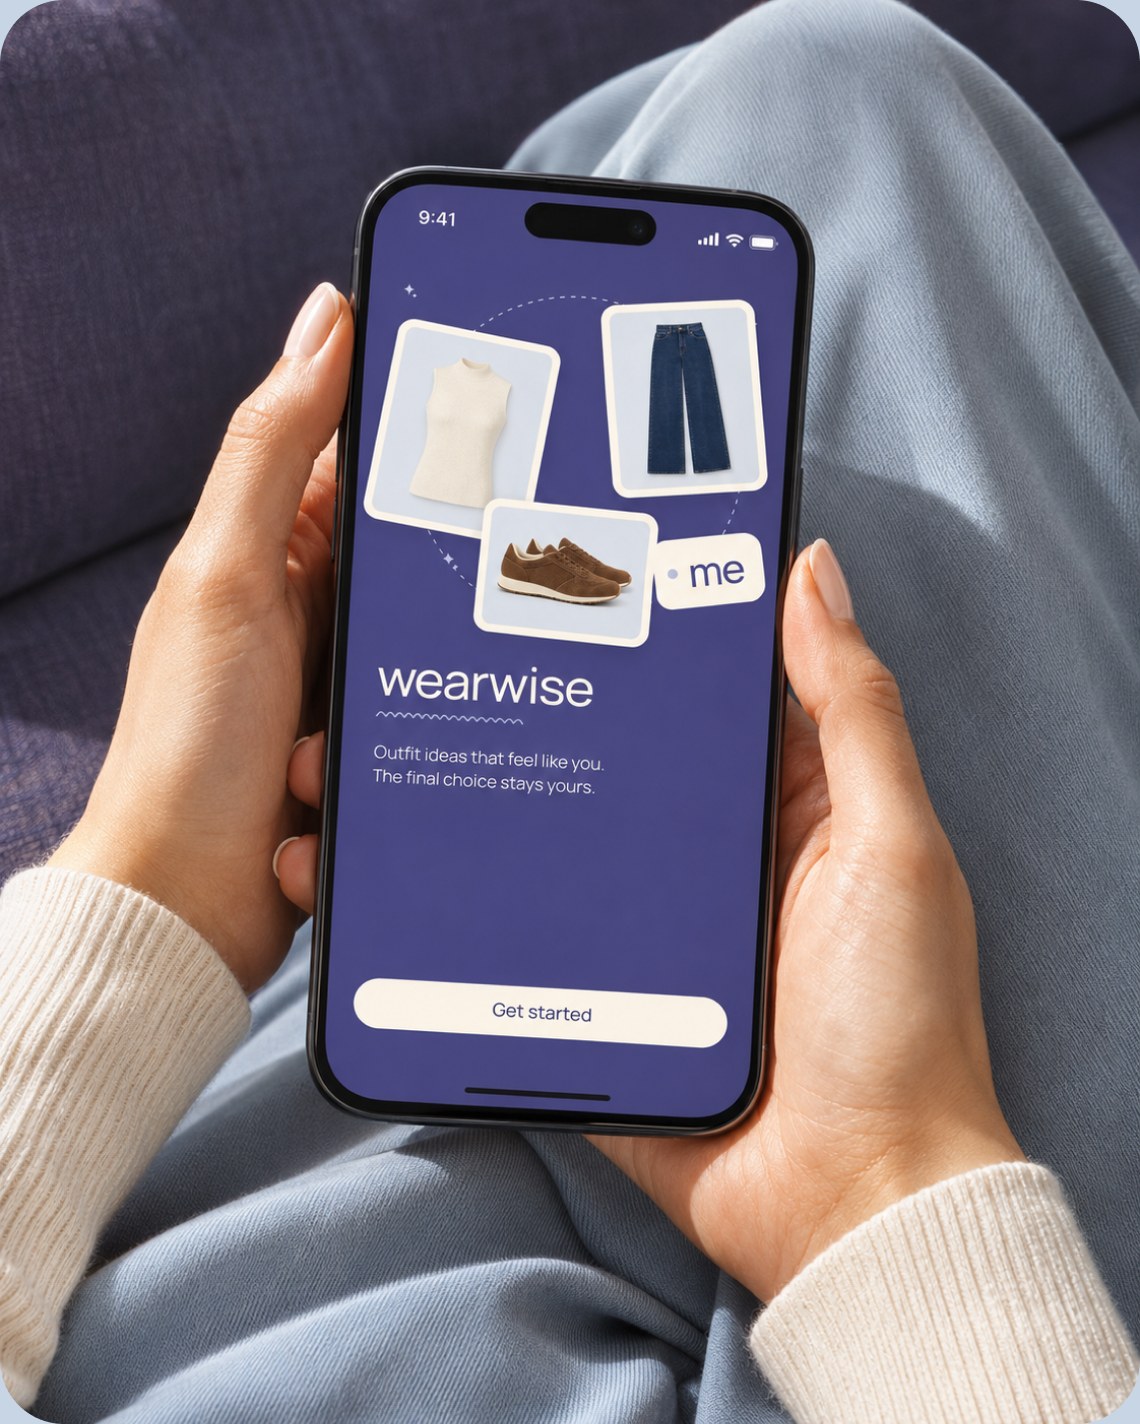 9:41
me
wearwise
Outfit ideas that feel like you.
The final choice stays yours.
Get started